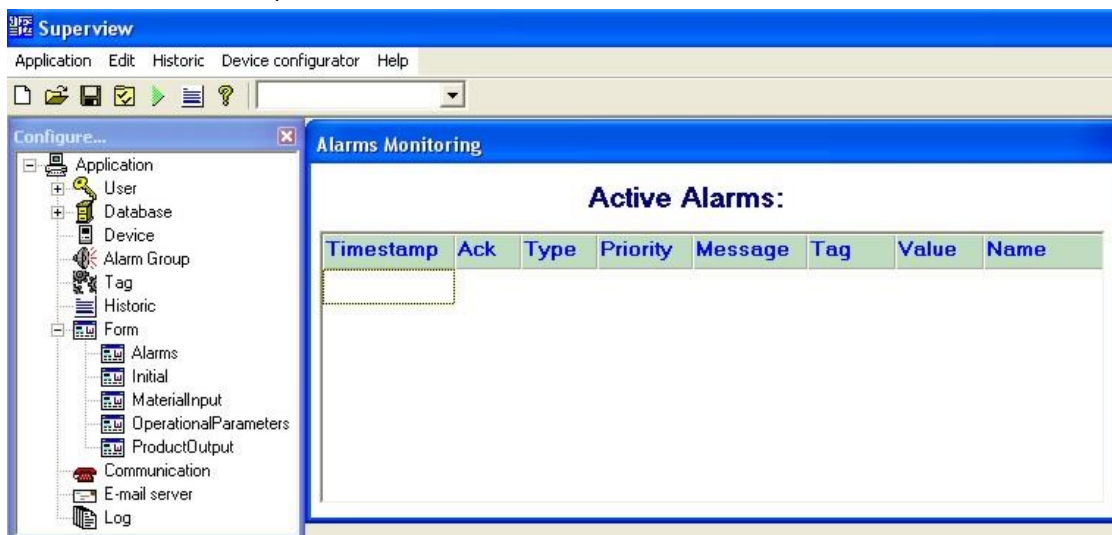 Superview
Application Edit Historic Device configurator Help
Configure...
Application
User
Database
Device
Alarm Group
Tag
Historic
Form
Alarms
Initial
MaterialInput
OperationalParameters
ProductOutput
Communication
E-mail server
Log
Alarms Monitoring
Active Alarms:
Timestamp Ack Type Priority Message Tag Value Name